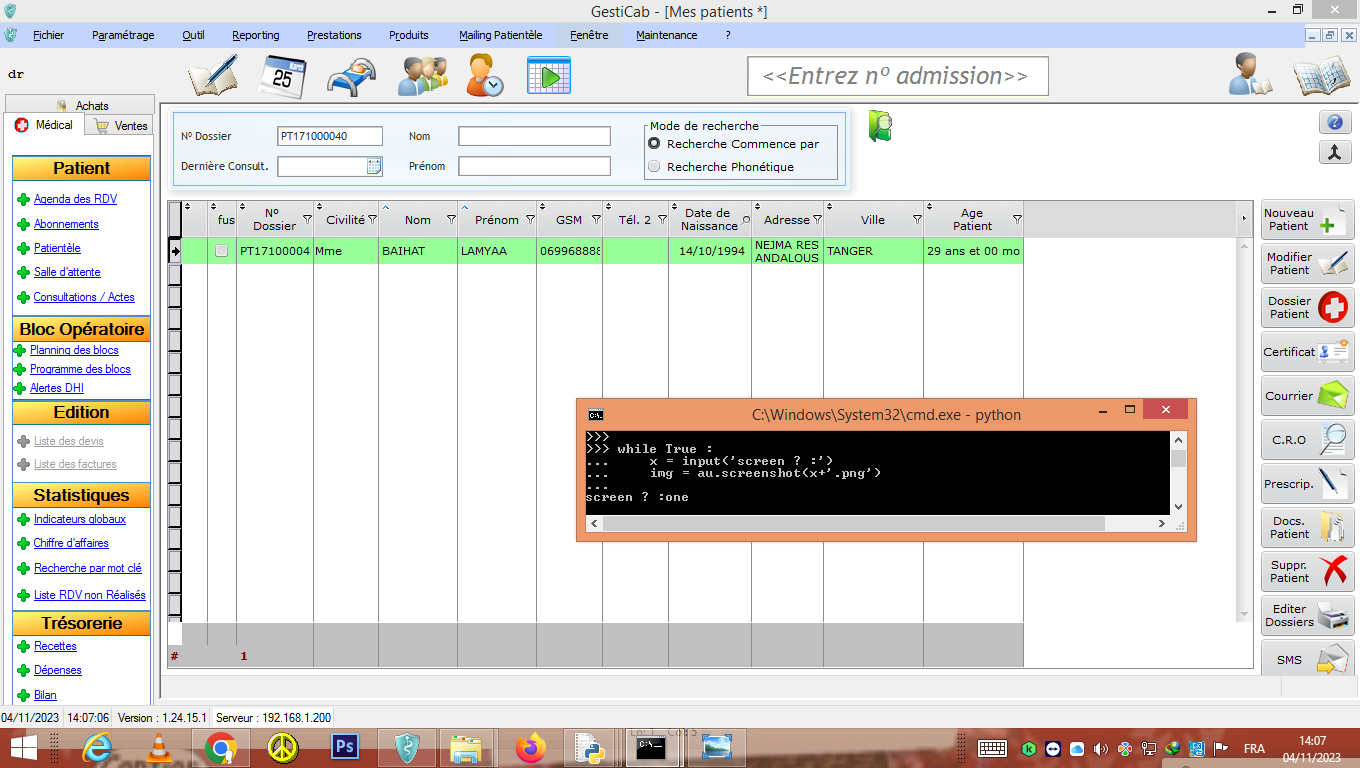 GestiCab - [Mes patients *]
Fichier Paramétrage Outil Reporting Prestations Produits Mailing Patientèle Fenêtre Maintenance ?
dr
25
<<Entrez n° admission>>
Achats
Médical
Ventes
Patient
Agenda des RDV
Abonnements
Patientèle
Salle d'attente
Consultations / Actes
Bloc Opératoire
Planning des blocs
Programme des blocs
Alertes DHI
Edition
Liste des devis
Liste des factures
Statistiques
Indicateurs globaux
Chiffre d'affaires
Recherche par mot clé
Liste RDV non Réalisés
Trésorerie
Recettes
Dépenses
Bilan
N° Dossier PT171000040 Nom
Dernière Consult. Prénom
Mode de recherche
Recherche Commence par
Recherche Phonétique
fus N° Dossier Civilité Nom Prénom GSM Tél. 2 Date de Naissance Adresse Ville Age Patient
PT17100004 Mme BAIHAT LAMYAA 069968888 14/10/1994 NEJMA RES ANDALOUS TANGER 29 ans et 00 mo
# 1
C:\Windows\System32\cmd.exe - python
>>>
>>> while True :
... x = input('screen ? :')
... img = au.screenshot(x+'.png')
...
screen ? :one
Nouveau Patient
Modifier Patient
Dossier Patient
Certificat
Courrier
C.R.O
Prescrip.
Docs. Patient
Suppr. Patient
Editer Dossiers
SMS
04/11/2023 14:07:06 Version : 1.24.15.1 Serveur : 192.168.1.200
Ps
FRA
14:07
04/11/2023